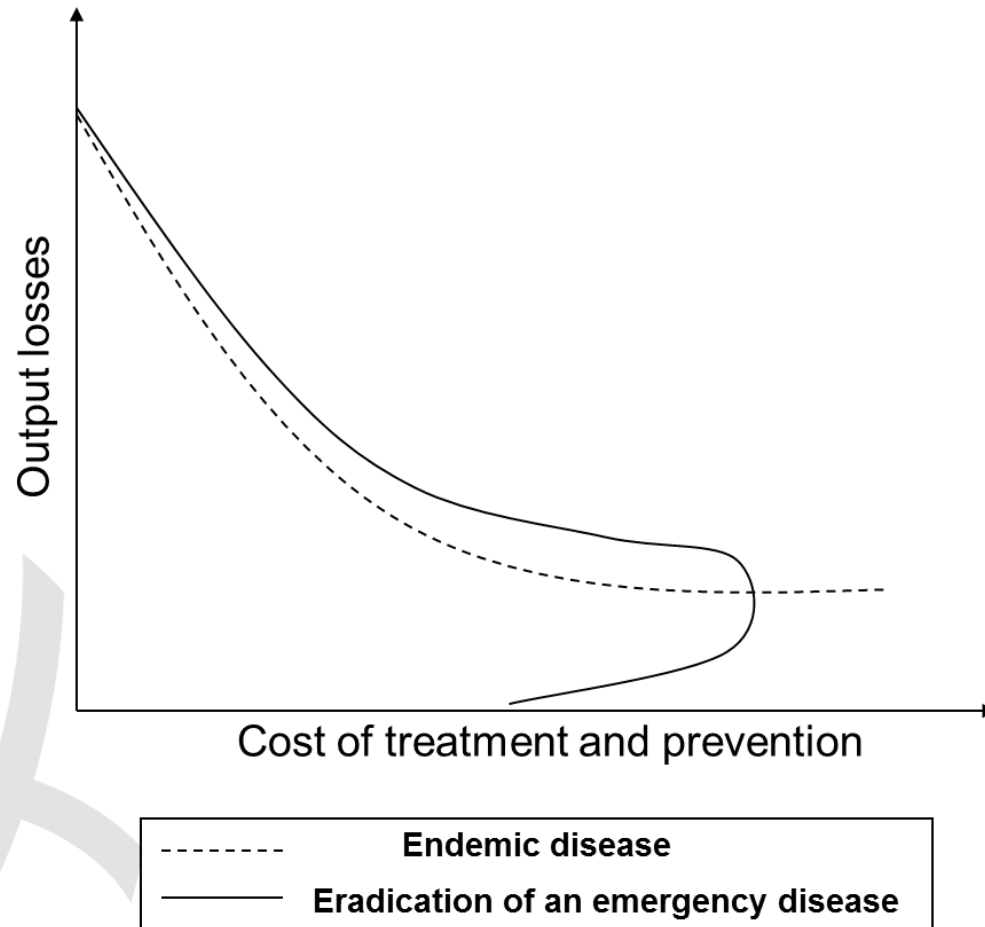 Output losses
Cost of treatment and prevention
Endemic disease
Eradication of an emergency disease